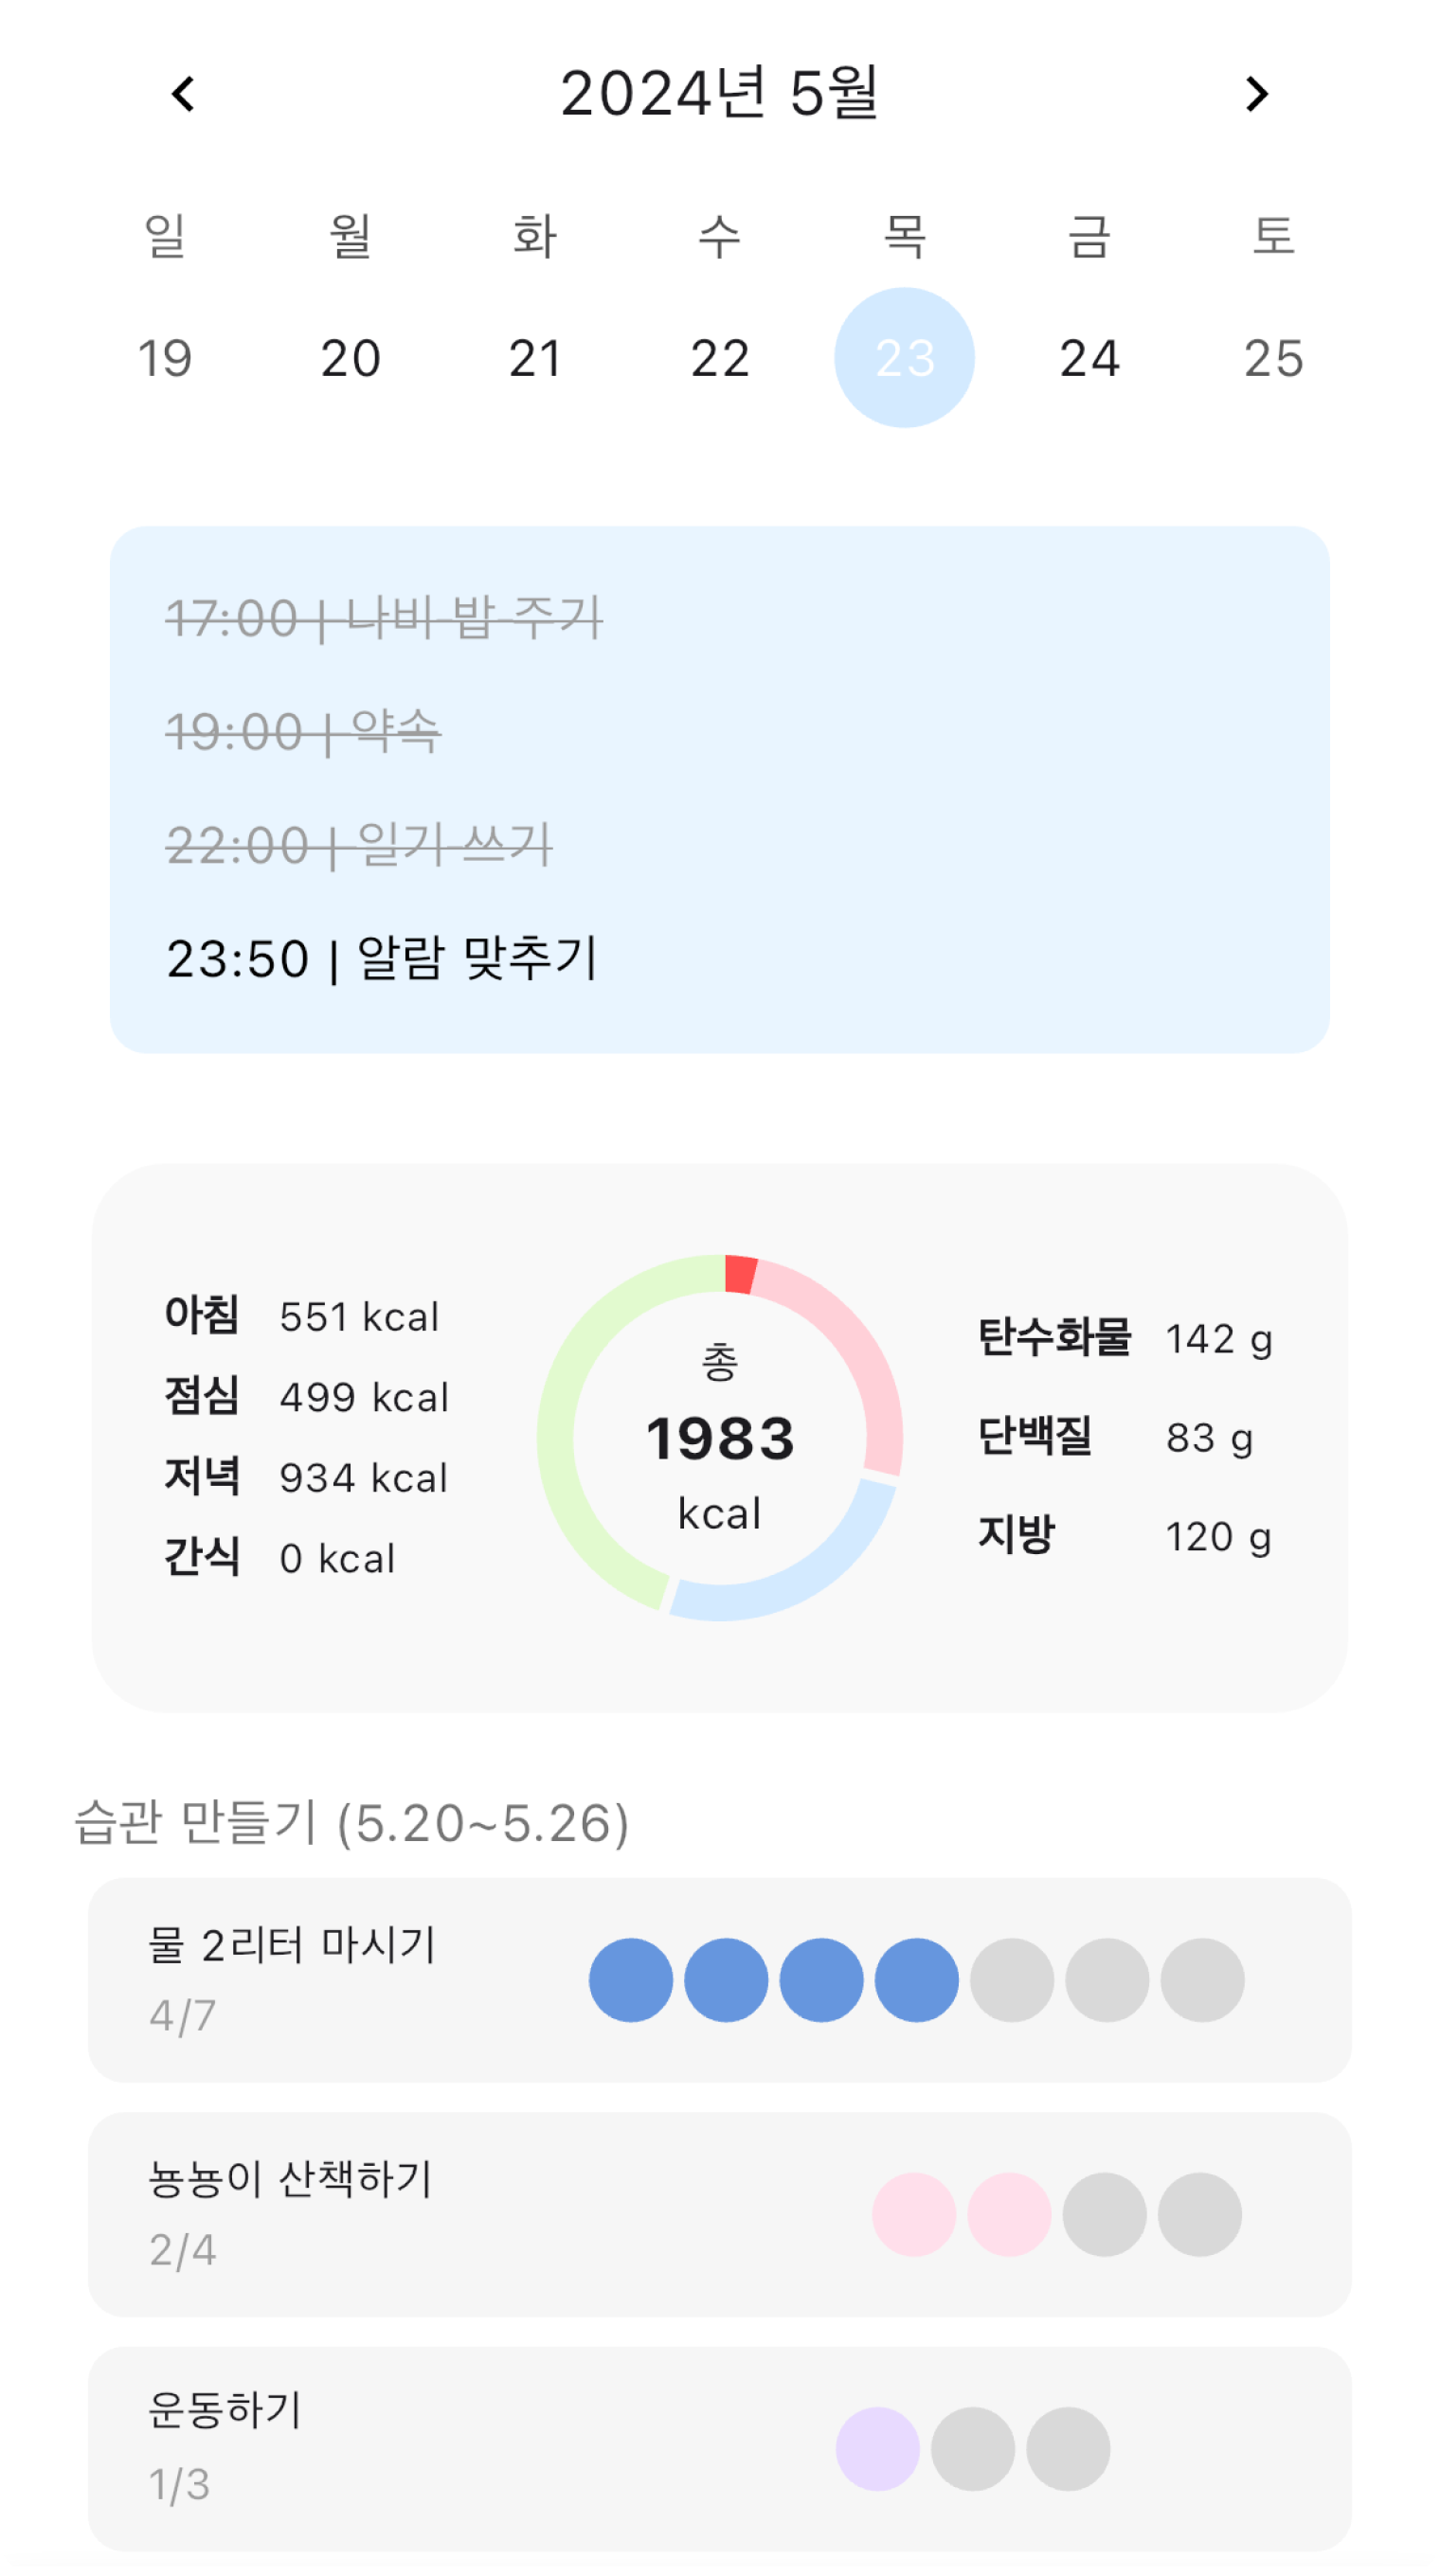 2024년 5월
일 월 화 수 목 금 토
19 20 21 22 23 24 25
17:00 | 나비 밥 주기
19:00 | 약속
22:00 | 일기 쓰기
23:50 | 알람 맞추기
아침 551 kcal
점심 499 kcal
저녁 934 kcal
간식 0 kcal
총
1983
kcal
탄수화물 142 g
단백질 83 g
지방 120 g
습관 만들기 (5.20~5.26)
물 2리터 마시기
4/7
뇽뇽이 산책하기
2/4
운동하기
1/3